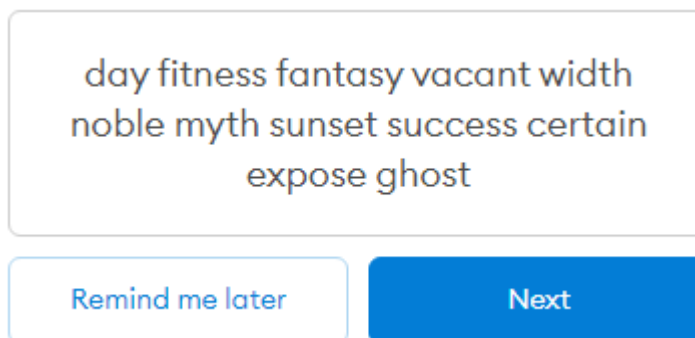 day fitness fantasy vacant width
noble myth sunset success certain
expose ghost
Remind me later
Next